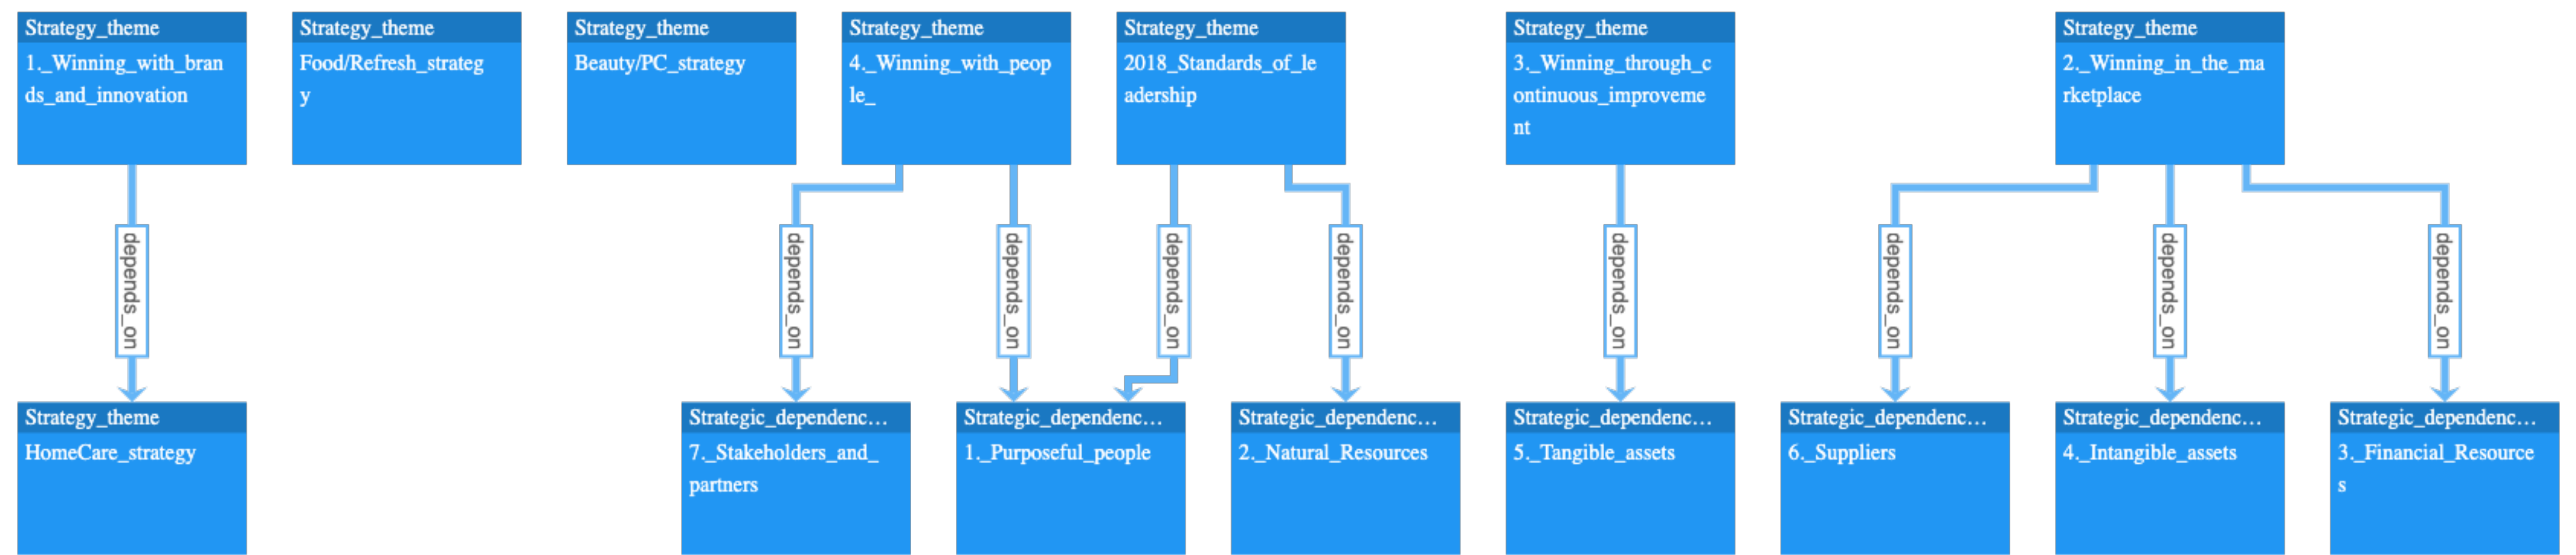 Strategy_theme
1._Winning_with_bran
ds_and_innovation
Strategy_theme
Food/Refresh_strateg
y
Strategy_theme
Beauty/PC_strategy
Strategy_theme
4._Winning_with_peop
le_
Strategy_theme
2018_Standards_of_le
adership
Strategy_theme
3._Winning_through_c
ontinuous_improveme
nt
Strategy_theme
2._Winning_in_the_ma
rketplace
depends_on
depends_on
depends_on
depends_on
depends_on
depends_on
depends_on
depends_on
depends_on
Strategy_theme
HomeCare_strategy
Strategic_dependenc...
7._Stakeholders_and_
partners
Strategic_dependenc...
1._Purposeful_people
Strategic_dependenc...
2._Natural_Resources
Strategic_dependenc...
5._Tangible_assets
Strategic_dependenc...
6._Suppliers
Strategic_dependenc...
4._Intangible_assets
Strategic_dependenc...
3._Financial_Resource
s